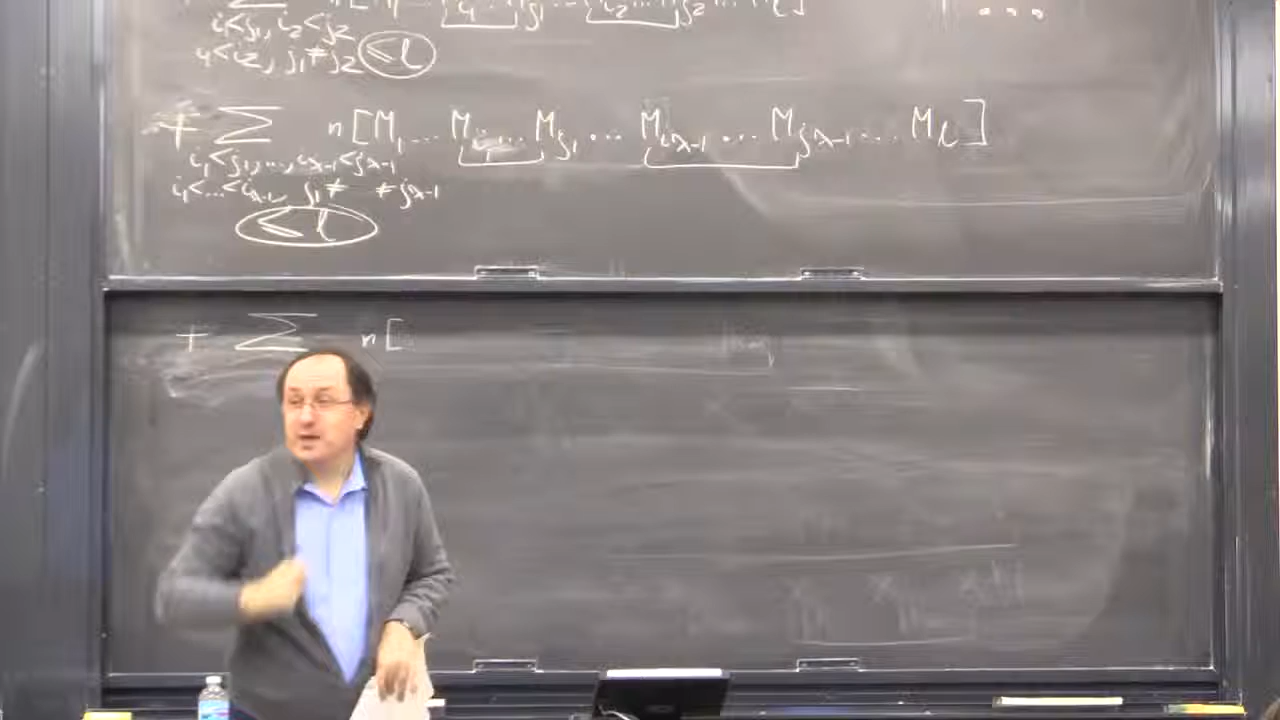 i₁<j₁, i₂<j₂
i₁<i₂, j₁≠j₂ ≤ l
+ Σ n[M₁ ... M_{i₁} ... M_{j₁} ... M_{i_{λ-1}} ... M_{j_{λ-1}} ... M_l]
i₁<j₁, ..., i_{λ-1}<j_{λ-1}
i₁<...<i_{λ-1}, j₁≠ ≠j_{λ-1}
≤ l
+ Σ n[